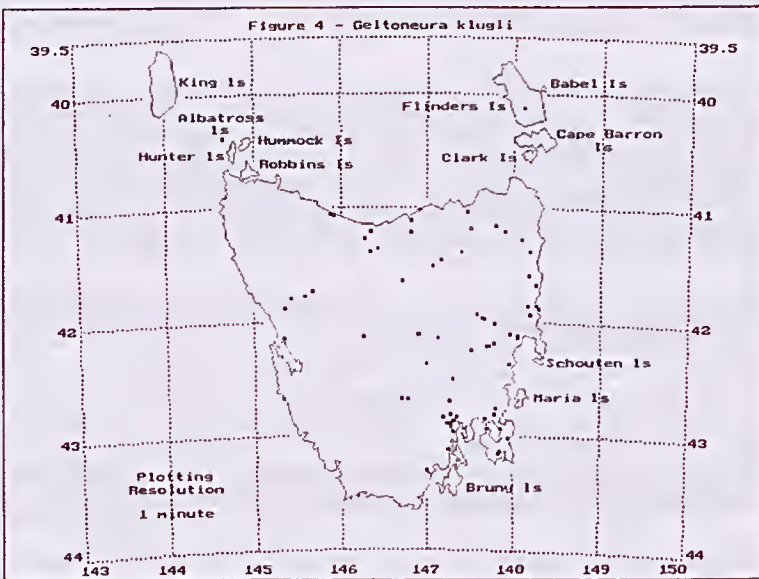 Figure 4 - Geitoneura klugii
39.5
39.5
King Is
Babel Is
Flinders Is
40
40
Albatross
Is
Cape Barron
Is
Hummock Is
Hunter Is
Clark Is
Robbins Is
41
41
42
42
Schouten Is
Maria Is
43
43
Plotting
Resolution
1 minute
Bruny Is
44
44
143
144
145
146
147
148
149
150